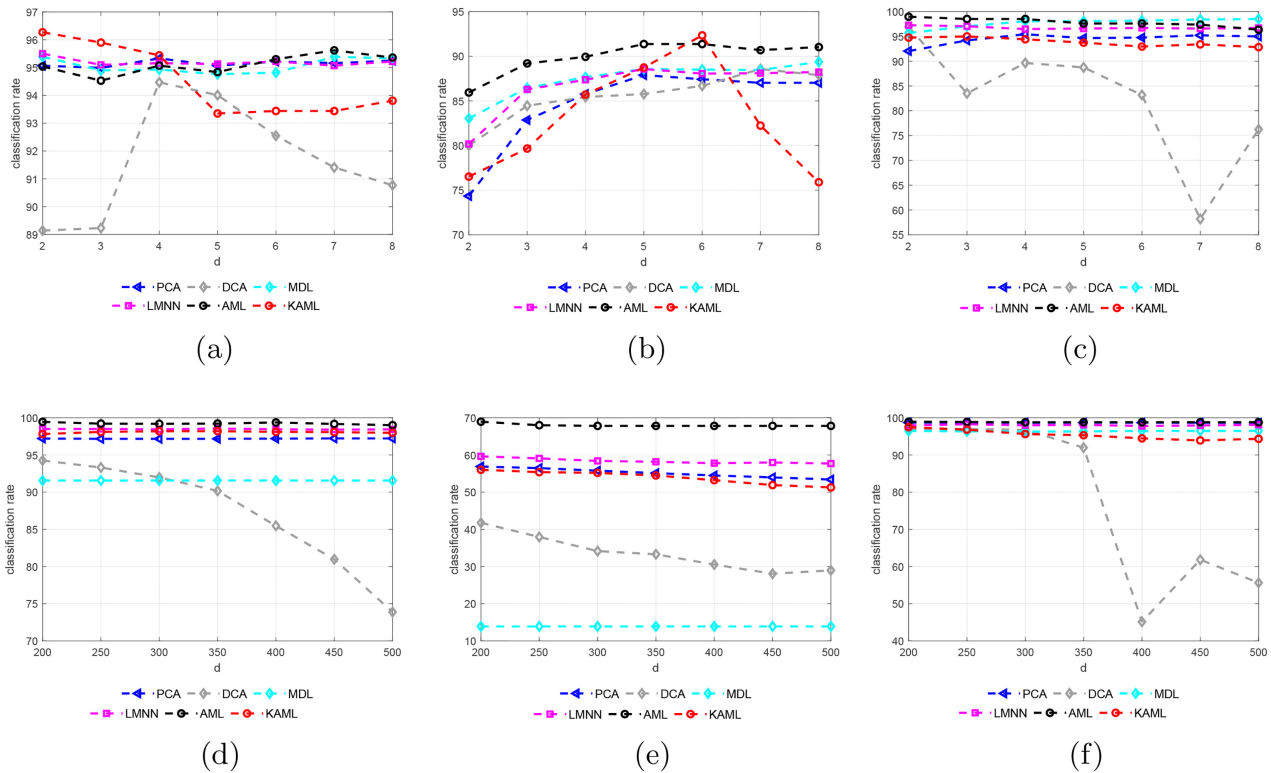 97
96
95
94
93
92
91
90
89
classification rate
2 3 4 5 6 7 8
d
PCA DCA MDL
LMNN AML KAML
(a)
95
90
85
80
75
70
classification rate
2 3 4 5 6 7 8
d
PCA DCA MDL
LMNN AML KAML
(b)
100
95
90
85
80
75
70
65
60
55
classification rate
2 3 4 5 6 7 8
d
PCA DCA MDL
LMNN AML KAML
(c)
100
95
90
85
80
75
70
classification rate
200 250 300 350 400 450 500
d
PCA DCA MDL
LMNN AML KAML
(d)
70
60
50
40
30
20
10
classification rate
200 250 300 350 400 450 500
d
PCA DCA MDL
LMNN AML KAML
(e)
100
90
80
70
60
50
40
classification rate
200 250 300 350 400 450 500
d
PCA DCA MDL
LMNN AML KAML
(f)